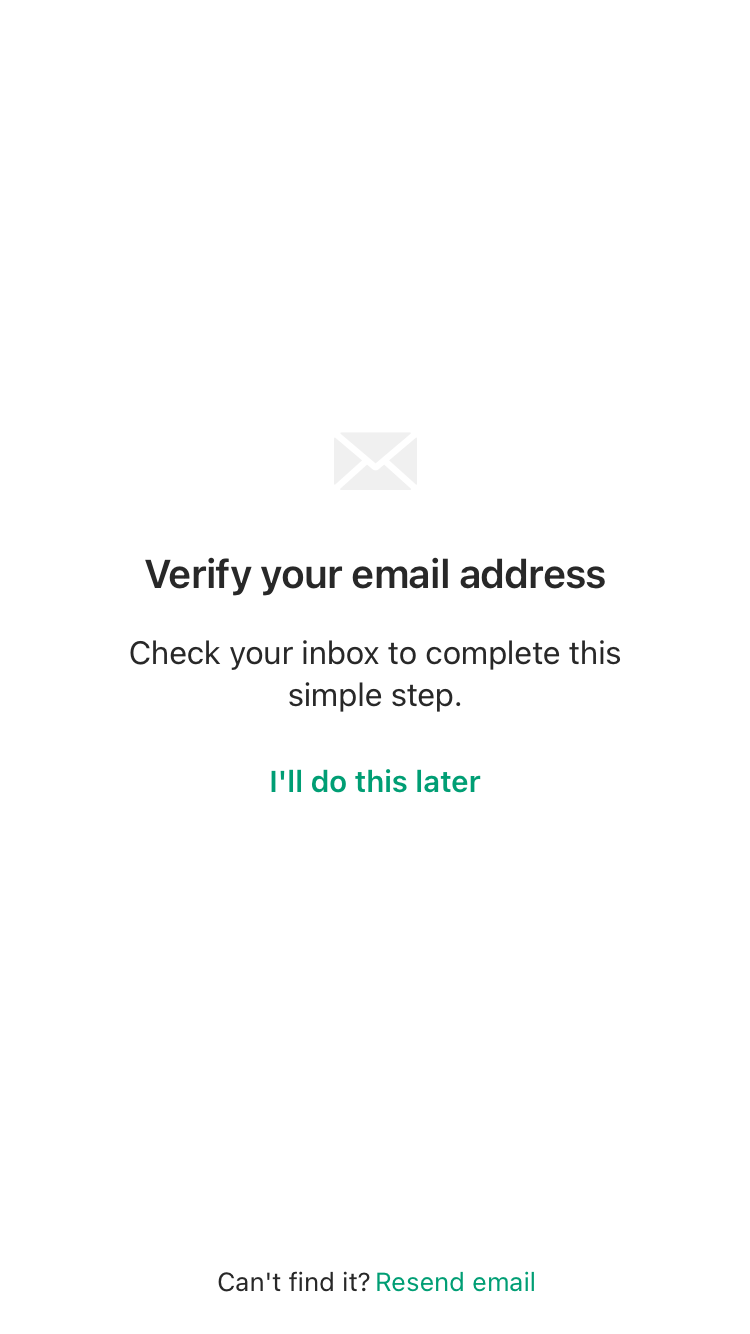 Verify your email address
Check your inbox to complete this
simple step.
I'll do this later
Can't find it? Resend email